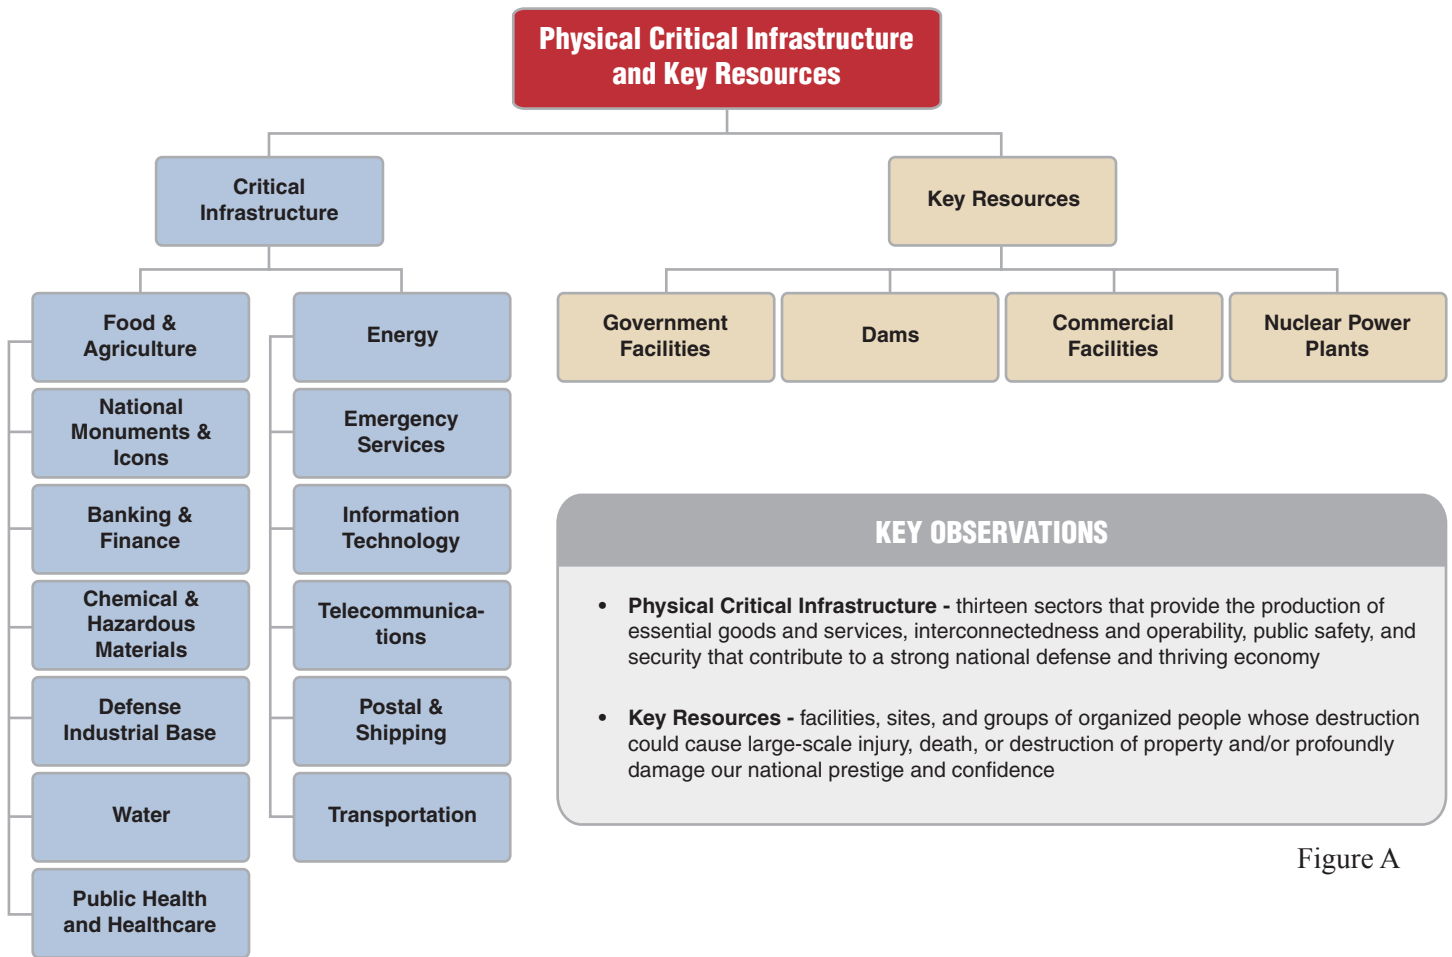 Physical Critical Infrastructure
and Key Resources
Critical
Infrastructure
Key Resources
Food &
Agriculture
National
Monuments &
Icons
Banking &
Finance
Chemical &
Hazardous
Materials
Defense
Industrial Base
Water
Public Health
and Healthcare
Energy
Emergency
Services
Information
Technology
Telecommunica-
tions
Postal &
Shipping
Transportation
Government
Facilities
Dams
Commercial
Facilities
Nuclear Power
Plants
KEY OBSERVATIONS
• Physical Critical Infrastructure - thirteen sectors that provide the production of
essential goods and services, interconnectedness and operability, public safety, and
security that contribute to a strong national defense and thriving economy
• Key Resources - facilities, sites, and groups of organized people whose destruction
could cause large-scale injury, death, or destruction of property and/or profoundly
damage our national prestige and confidence
Figure A